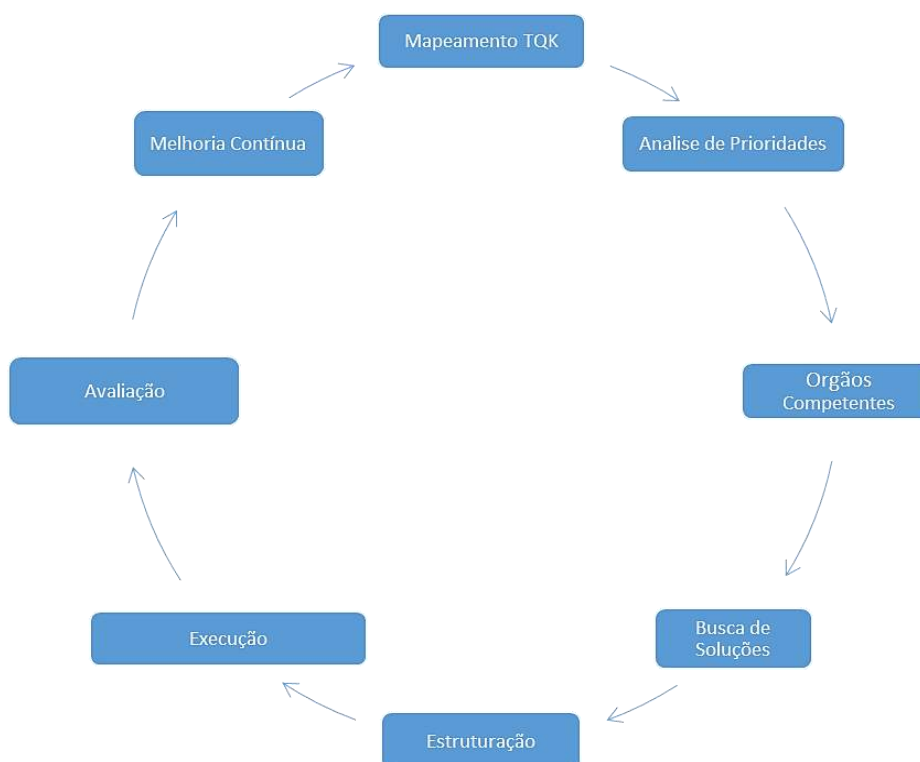 Mapeamento TQK
Analise de Prioridades
Orgãos
Competentes
Busca de
Soluções
Estruturação
Execução
Avaliação
Melhoria Contínua